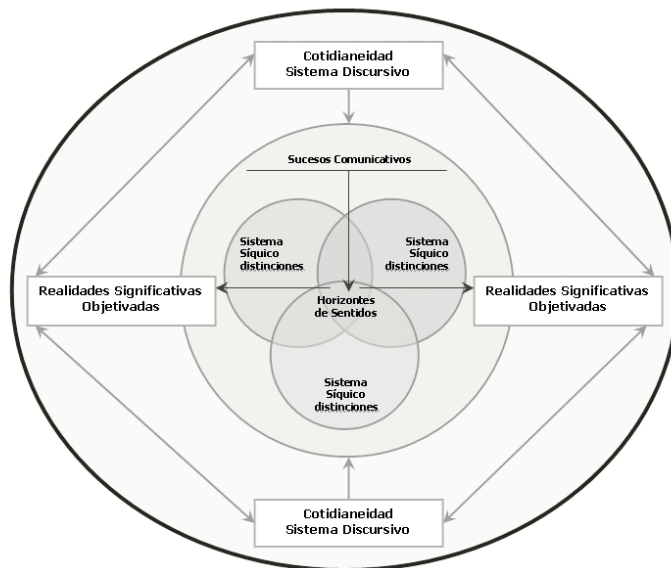 Cotidianeidad
Sistema Discursivo
Sucesos Comunicativos
Sistema
Síquico
distinciones
Sistema
Síquico
distinciones
Realidades Significativas
Objetivadas
Horizontes
de Sentidos
Realidades Significativas
Objetivadas
Sistema
Síquico
distinciones
Cotidianeidad
Sistema Discursivo